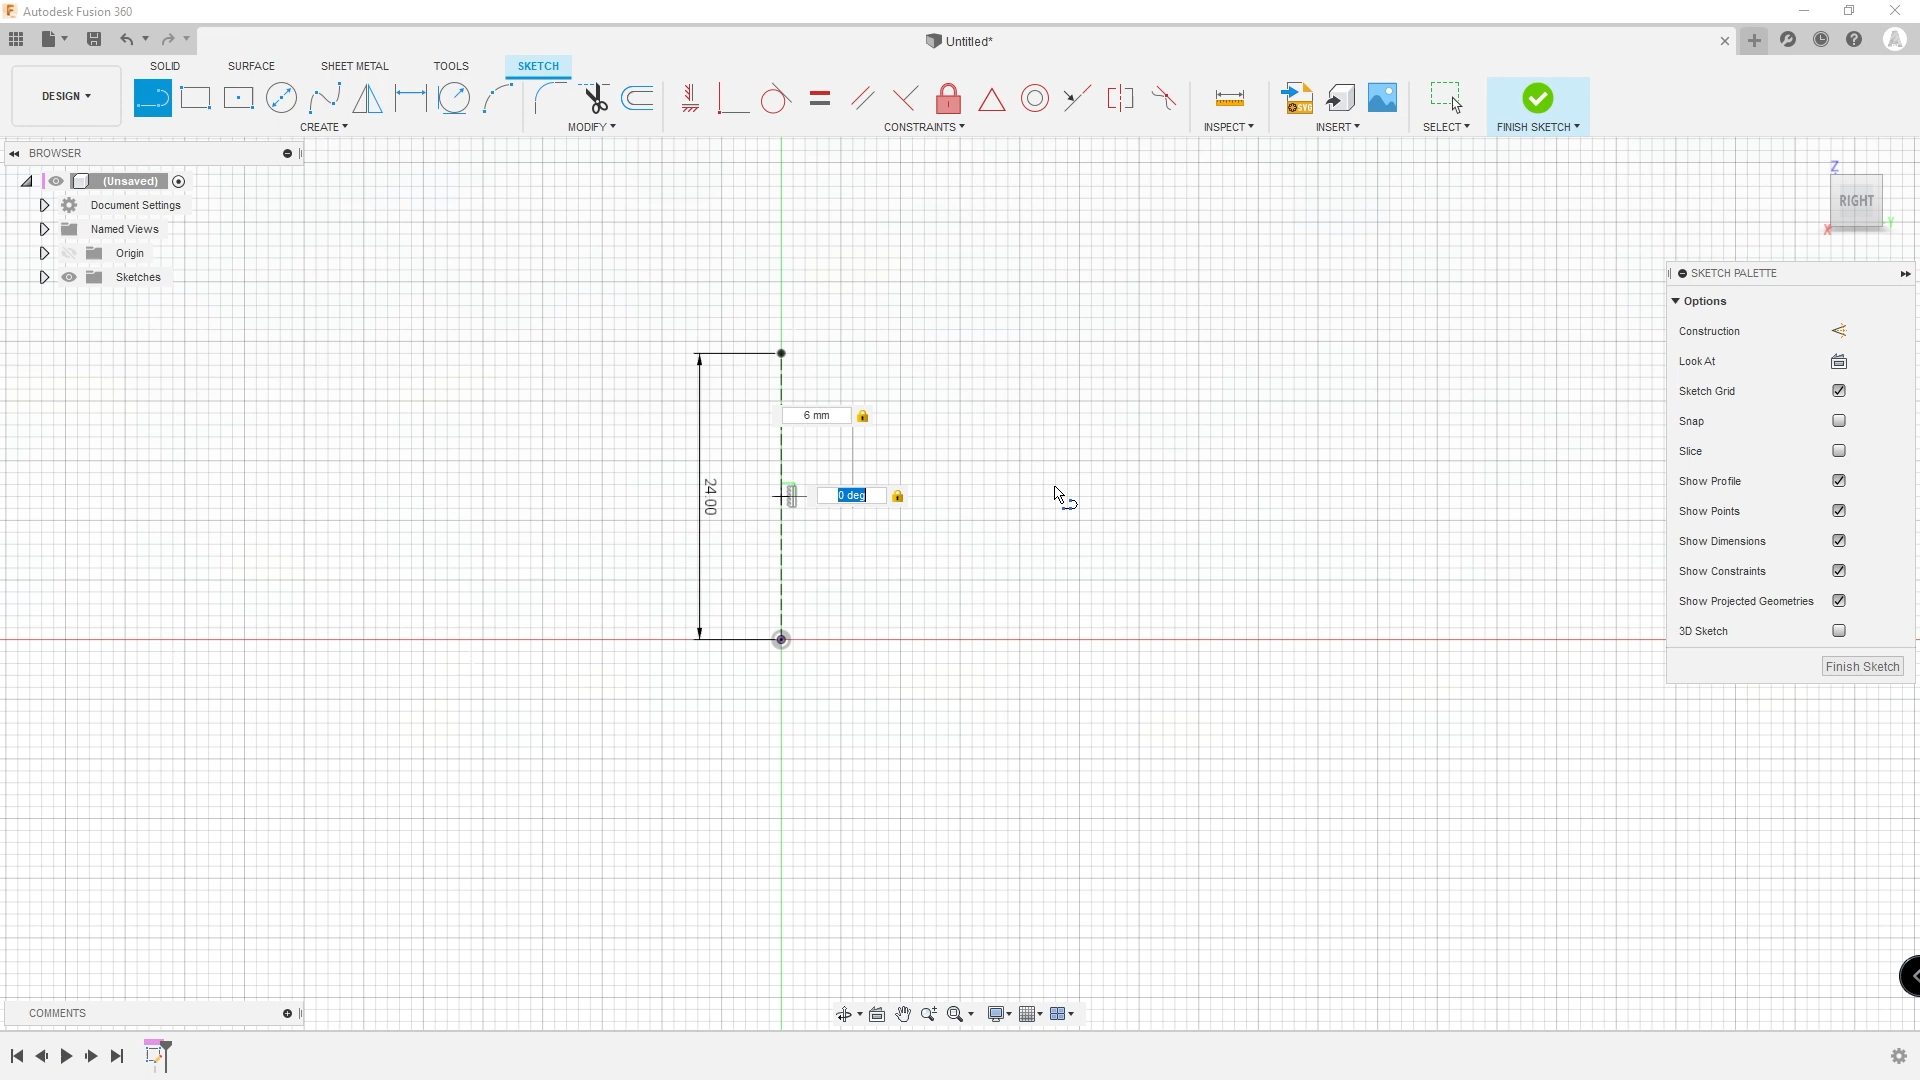 Autodesk Fusion 360
Untitled*
A
DESIGN
SOLID SURFACE SHEET METAL TOOLS SKETCH
SVG
CREATE MODIFY CONSTRAINTS INSPECT INSERT SELECT FINISH SKETCH
BROWSER
(Unsaved)
Document Settings
Named Views
Origin
Sketches
Z
RIGHT
X
Y
SKETCH PALETTE
Options
Construction
Look At
Sketch Grid
Snap
Slice
Show Profile
Show Points
Show Dimensions
Show Constraints
Show Projected Geometries
3D Sketch
Finish Sketch
6 mm
0 deg
24.00
COMMENTS